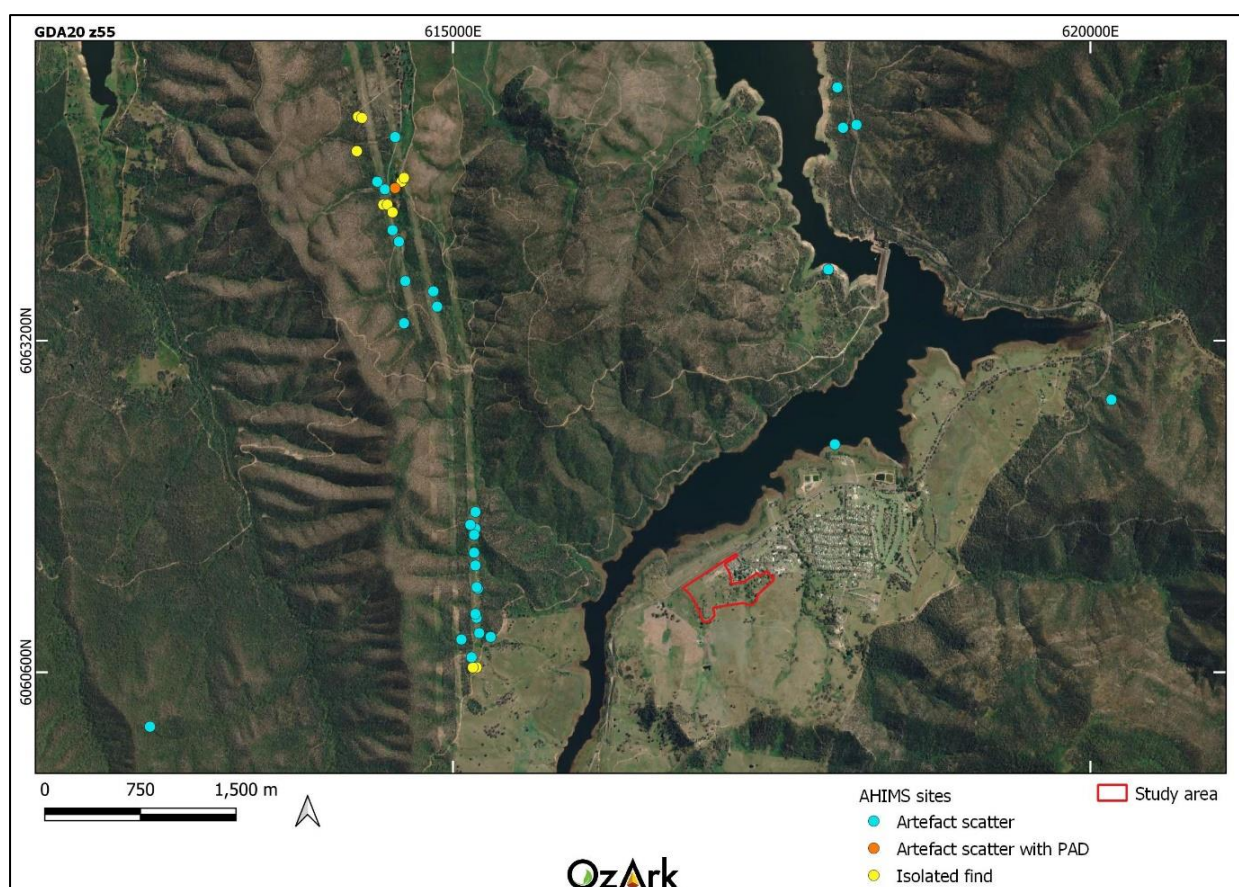 GDA20 z55
615000E
620000E
6063200N
6060600N
0 750 1,500 m
AHIMS sites
Study area
Artefact scatter
Artefact scatter with PAD
Isolated find
OzArk